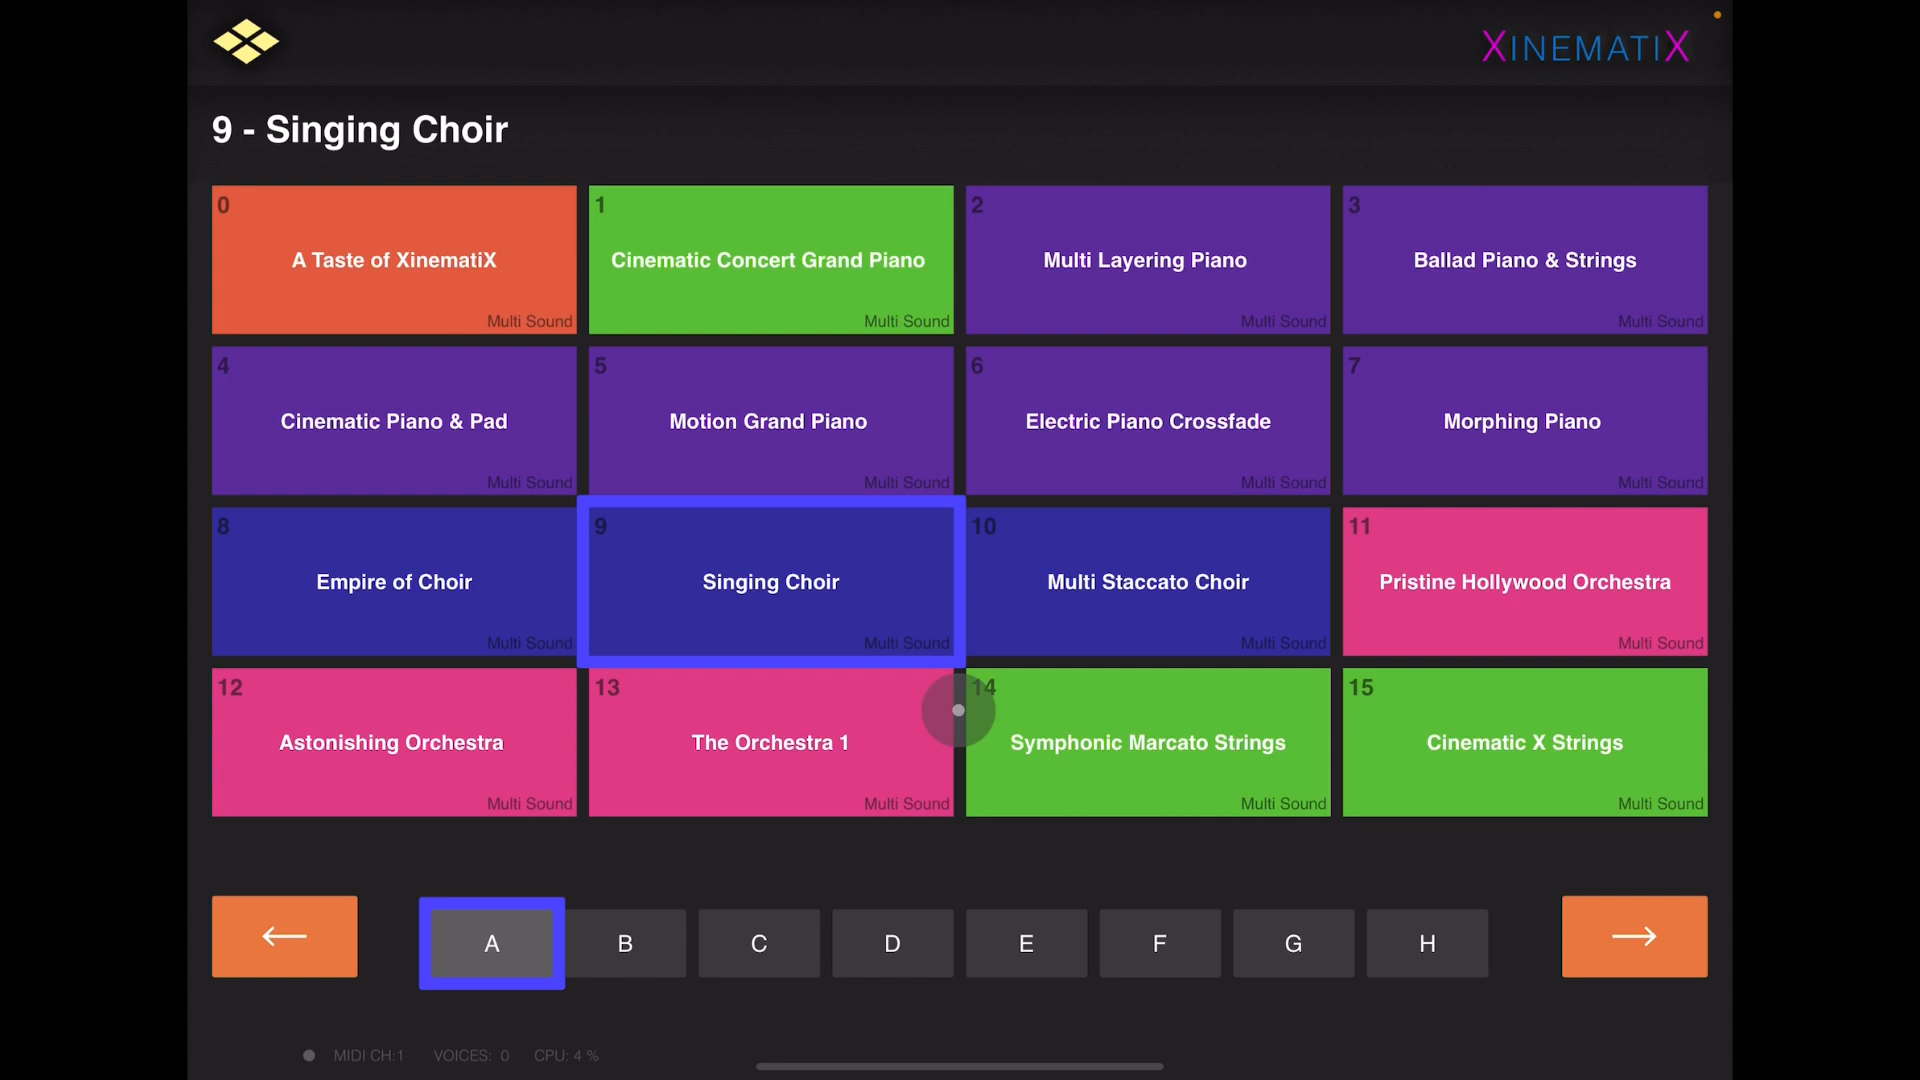 XINEMATIX
9 - Singing Choir
0
A Taste of XinematiX
Multi Sound
1
Cinematic Concert Grand Piano
Multi Sound
2
Multi Layering Piano
Multi Sound
3
Ballad Piano & Strings
Multi Sound
4
Cinematic Piano & Pad
Multi Sound
5
Motion Grand Piano
Multi Sound
6
Electric Piano Crossfade
Multi Sound
7
Morphing Piano
Multi Sound
8
Empire of Choir
Multi Sound
9
Singing Choir
Multi Sound
10
Multi Staccato Choir
Multi Sound
11
Pristine Hollywood Orchestra
Multi Sound
12
Astonishing Orchestra
Multi Sound
13
The Orchestra 1
Multi Sound
14
Symphonic Marcato Strings
Multi Sound
15
Cinematic X Strings
Multi Sound
← A B C D E F G H →
MIDI CH:1 VOICES: 0 CPU: 4 %